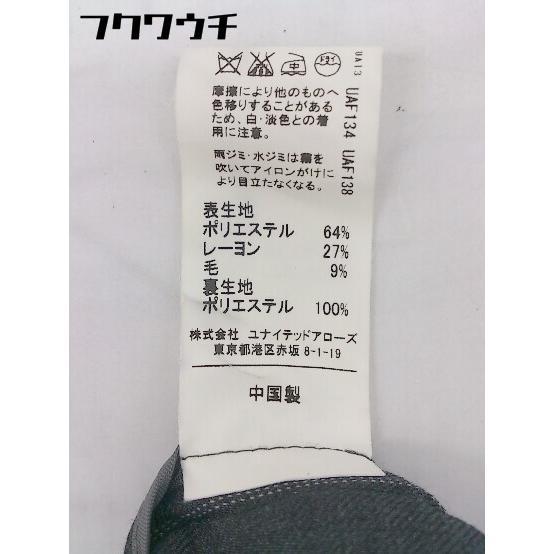 フクワウチ
中
ドライ
UA13
UAF134 UAF138
摩擦により他のものへ
色移りすることがある
ため、白・淡色との着
用に注意。
雨ジミ・水ジミは霧を
吹いてアイロンがけに
より目立たなくなる。
表生地
ポリエステル 64%
レーヨン 27%
毛 9%
裏生地
ポリエステル 100%
株式会社 ユナイテッドアローズ
東京都港区赤坂 8-1-19
中国製